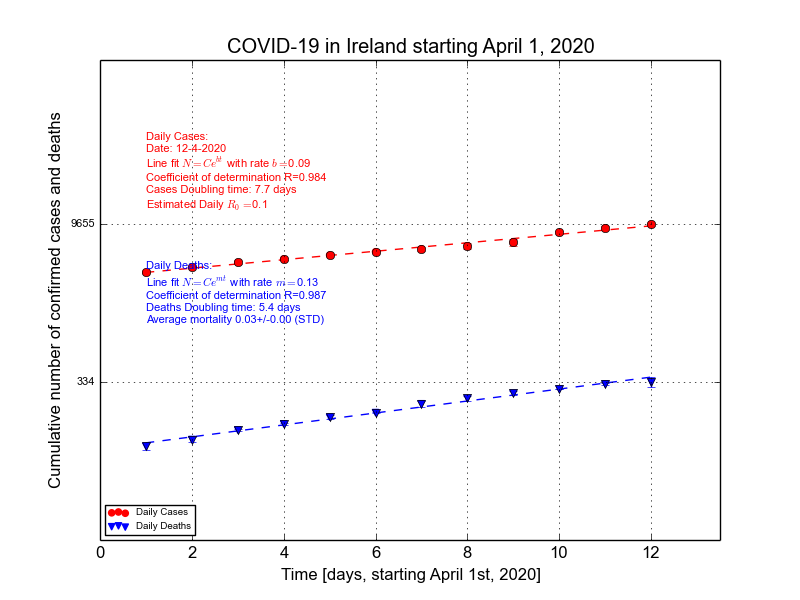 COVID-19 in Ireland starting April 1, 2020
Cumulative number of confirmed cases and deaths
Daily Cases:
Date: 12-4-2020
Line fit N=Ce^{bt} with rate b=0.09
Coefficient of determination R=0.984
Cases Doubling time: 7.7 days
Estimated Daily R_0 =0.1
9655
Daily Deaths:
Line fit N=Ce^{mt} with rate m=0.13
Coefficient of determination R=0.987
Deaths Doubling time: 5.4 days
Average mortality 0.03+/-0.00 (STD)
334
Daily Cases
Daily Deaths
0 2 4 6 8 10 12
Time [days, starting April 1st, 2020]